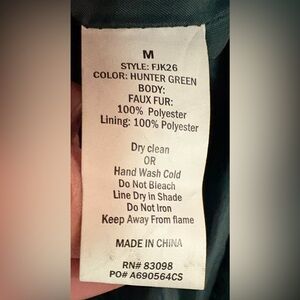 M
STYLE: FJK26
COLOR: HUNTER GREEN
BODY:
FAUX FUR:
100% Polyester
Lining: 100% Polyester
Dry clean
OR
Hand Wash Cold
Do Not Bleach
Line Dry in Shade
Do Not Iron
Keep Away From flame
MADE IN CHINA
RN# 83098
PO# A690564CS